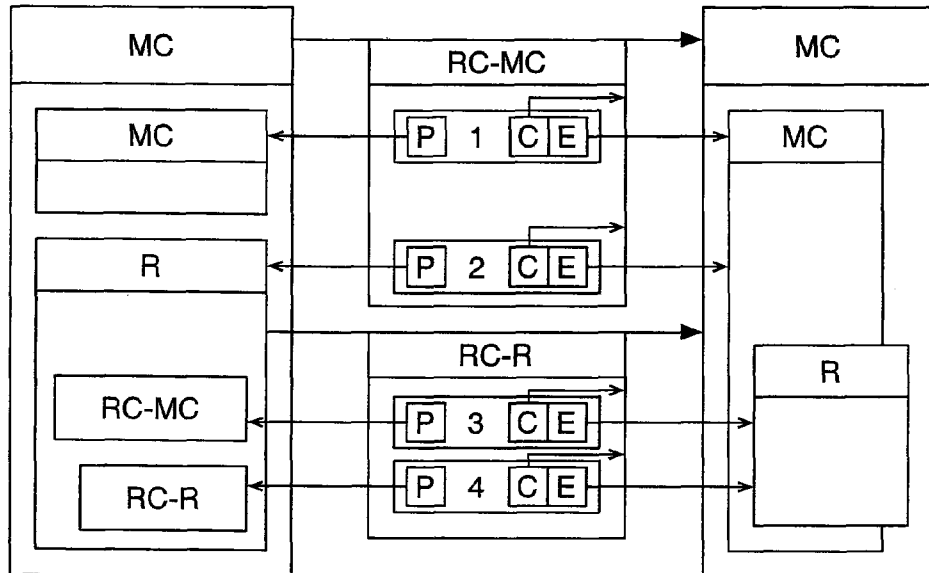 MC
RC-MC
MC
MC
P 1 C E
MC
R
P 2 C E
RC-R
R
RC-MC
P 3 C E
RC-R
P 4 C E